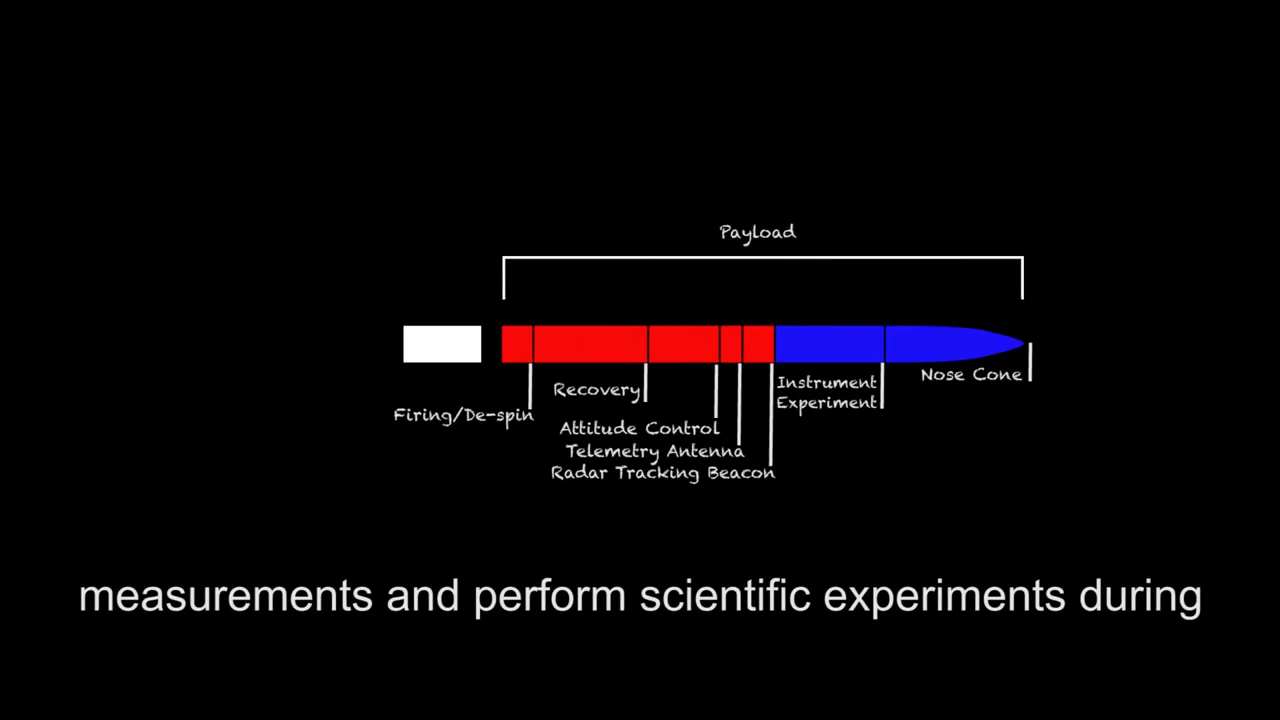 Payload
Nose Cone
Instrument
Experiment
Recovery
Firing/De-spin
Attitude Control
Telemetry Antenna
Radar Tracking Beacon
measurements and perform scientific experiments during